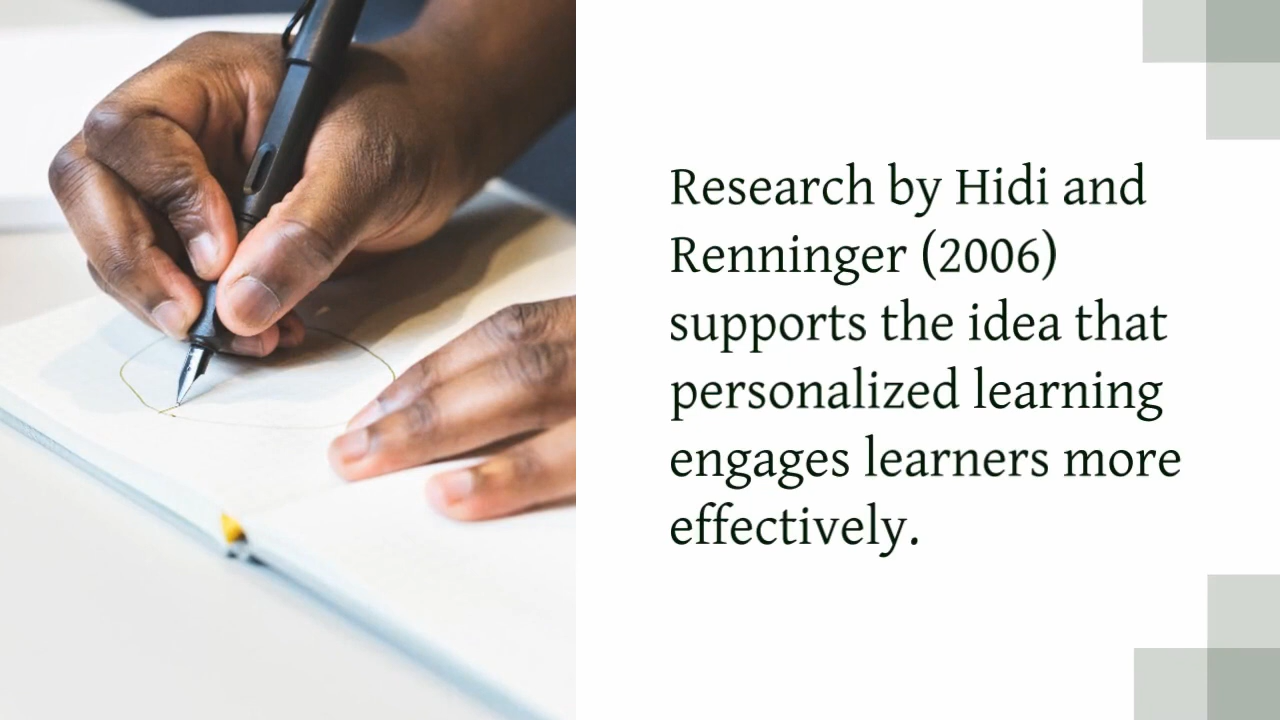 Research by Hidi and
Renninger (2006)
supports the idea that
personalized learning
engages learners more
effectively.